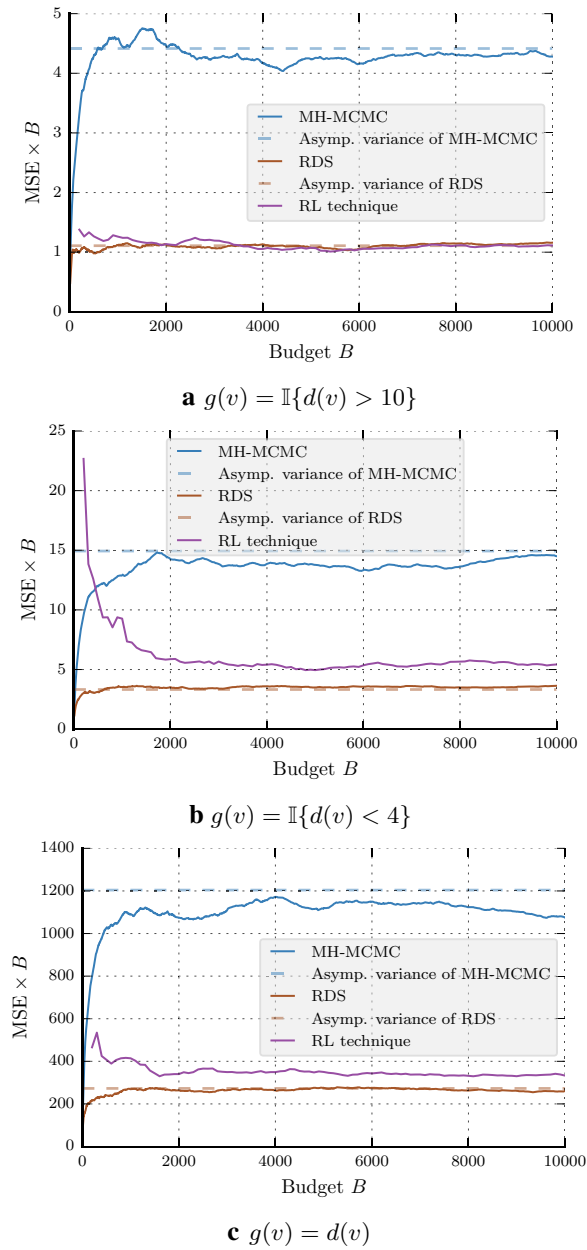 5
4
3
2
1
0
MSE × B
MH-MCMC
Asymp. variance of MH-MCMC
RDS
Asymp. variance of RDS
RL technique
0 2000 4000 6000 8000 10000
Budget B
a g(v) = 𝕀{d(v) > 10}
25
20
15
10
5
0
MSE × B
MH-MCMC
Asymp. variance of MH-MCMC
RDS
Asymp. variance of RDS
RL technique
0 2000 4000 6000 8000 10000
Budget B
b g(v) = 𝕀{d(v) < 4}
1400
1200
1000
800
600
400
200
0
MSE × B
MH-MCMC
Asymp. variance of MH-MCMC
RDS
Asymp. variance of RDS
RL technique
0 2000 4000 6000 8000 10000
Budget B
c g(v) = d(v)